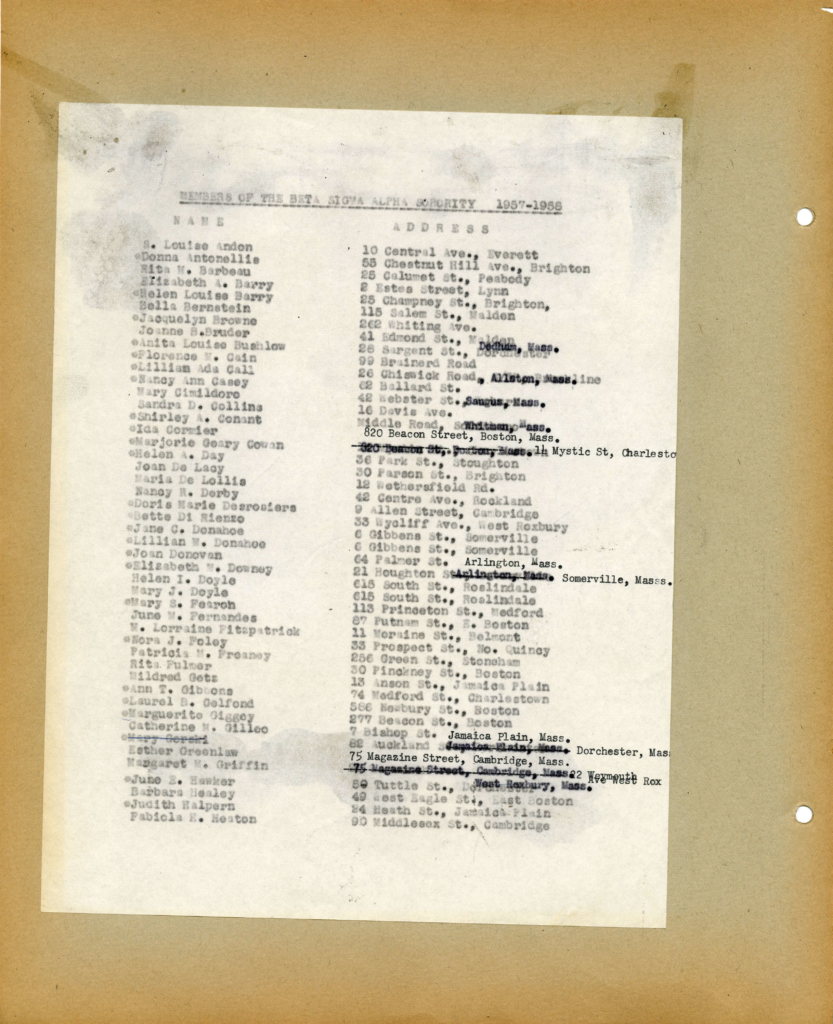 MEMBERS OF THE BETA SIGMA ALPHA SORORITY 1957-1958
NAME
Louise Andon
Donna Antonellis
Rita M. Barbeau
Elizabeth A. Barry
Helen Louise Barry
Bella Bernstein
Jacquelyn Browne
Joanne B.Bruder
Anita Louise Bushlow
Florence M. Cain
Lillian Ada Call
Nancy Ann Casey
Mary Cimildoro
Sandra D. Collins
Shirley A. Conant
Ida Cormier
Marjorie Geary Cowan
Helen A. Day
Joan De Lacy
Maria De Lollis
Nancy R. Derby
Doris Marie Desrosiers
Bette Di Rienzo
Jane C. Donahoe
Lillian M. Donahoe
Joan Donovan
Elizabeth M. Downey
Helen I. Doyle
Mary J. Doyle
Mary S. Fearon
June M. Fernandes
M. Lorraine Fitzpatrick
Nora J. Foley
Patricia M. Freaney
Rita Fulmer
Mildred Getz
Ann T. Gibbons
Laurel B. Gelfond
Marguerite Giggey
Catherine M. Gilleo
Mary Gorski
Esther Greenlaw
Margaret M. Griffin
June E. Hawker
Barbara Healey
Judith Halpern
Fabiola E. Heaton
ADDRESS
10 Central Ave., Everett
55 Chestnut Hill Ave., Brighton
25 Calumet St., Peabody
2 Estes Street, Lynn
25 Champney St., Brighton,
115 Salem St., Malden
262 Whiting Ave.
41 Edmond St., Malden
Dedham, Mass.
28 Sargent St., Dorchester
99 Brainerd Road
26 Chiswick Road, Allston, Mass. line
62 Ballard St.
42 Webster St., Saugus, Mass.
16 Davis Ave.
Middle Road, Whitman, Mass.
820 Beacon Street, Boston, Mass.
820 Beacon St., Boston, Mass. 14 Mystic St, Charlesto
36 Park St., Stoughton
30 Parson St., Brighton
12 Wethersfield Rd.
42 Centre Ave., Rockland
9 Allen Street, Cambridge
33 Wycliff Ave., West Roxbury
6 Gibbens St., Somerville
6 Gibbens St., Somerville
64 Palmer St. Arlington, Mass.
21 Houghton St Arlington, Mass. Somerville, Masss.
615 South St., Roslindale
615 South St., Roslindale
113 Princeton St., Medford
87 Putnam St., E. Boston
11 Moraine St., Belmont
33 Prospect St., No. Quincy
256 Green St., Stoneham
30 Pinckney St., Boston
13 Anson St., Jamaica Plain
74 Medford St., Charlestown
566 Newbury St., Boston
277 Beacon St., Boston
7 Bishop St. Jamaica Plain, Mass.
82 Auckland S Jamaica Plain, Mass. Dorchester, Mas
75 Magazine Street, Cambridge, Mass.
75 Magazine Street, Cambridge, Mass. 22 Weymouth
Ave West Rox
West Roxbury, Mass.
59 Tuttle St., Dorchester
49 West Eagle St., East Boston
24 Heath St., Jamaica Plain
90 Middlesex St., Cambridge